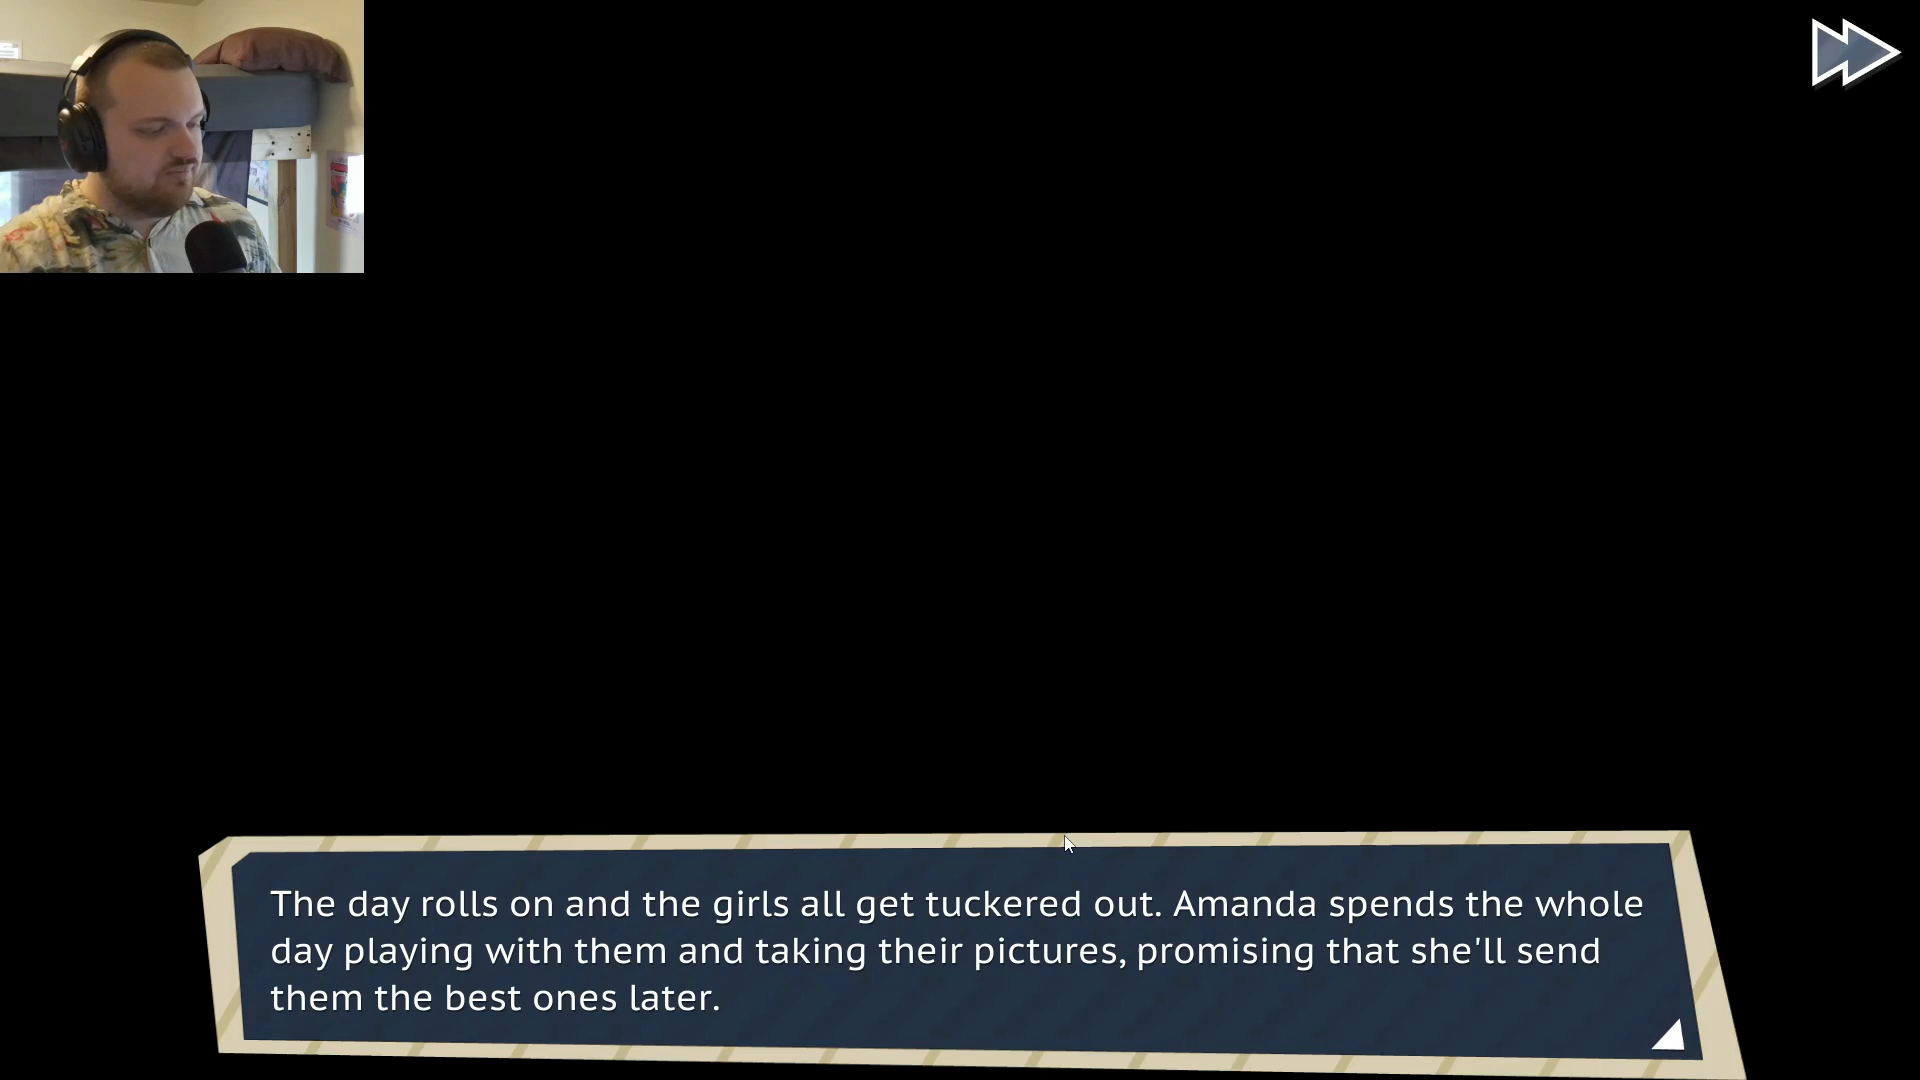 The day rolls on and the girls all get tuckered out. Amanda spends the whole
day playing with them and taking their pictures, promising that she'll send
them the best ones later.